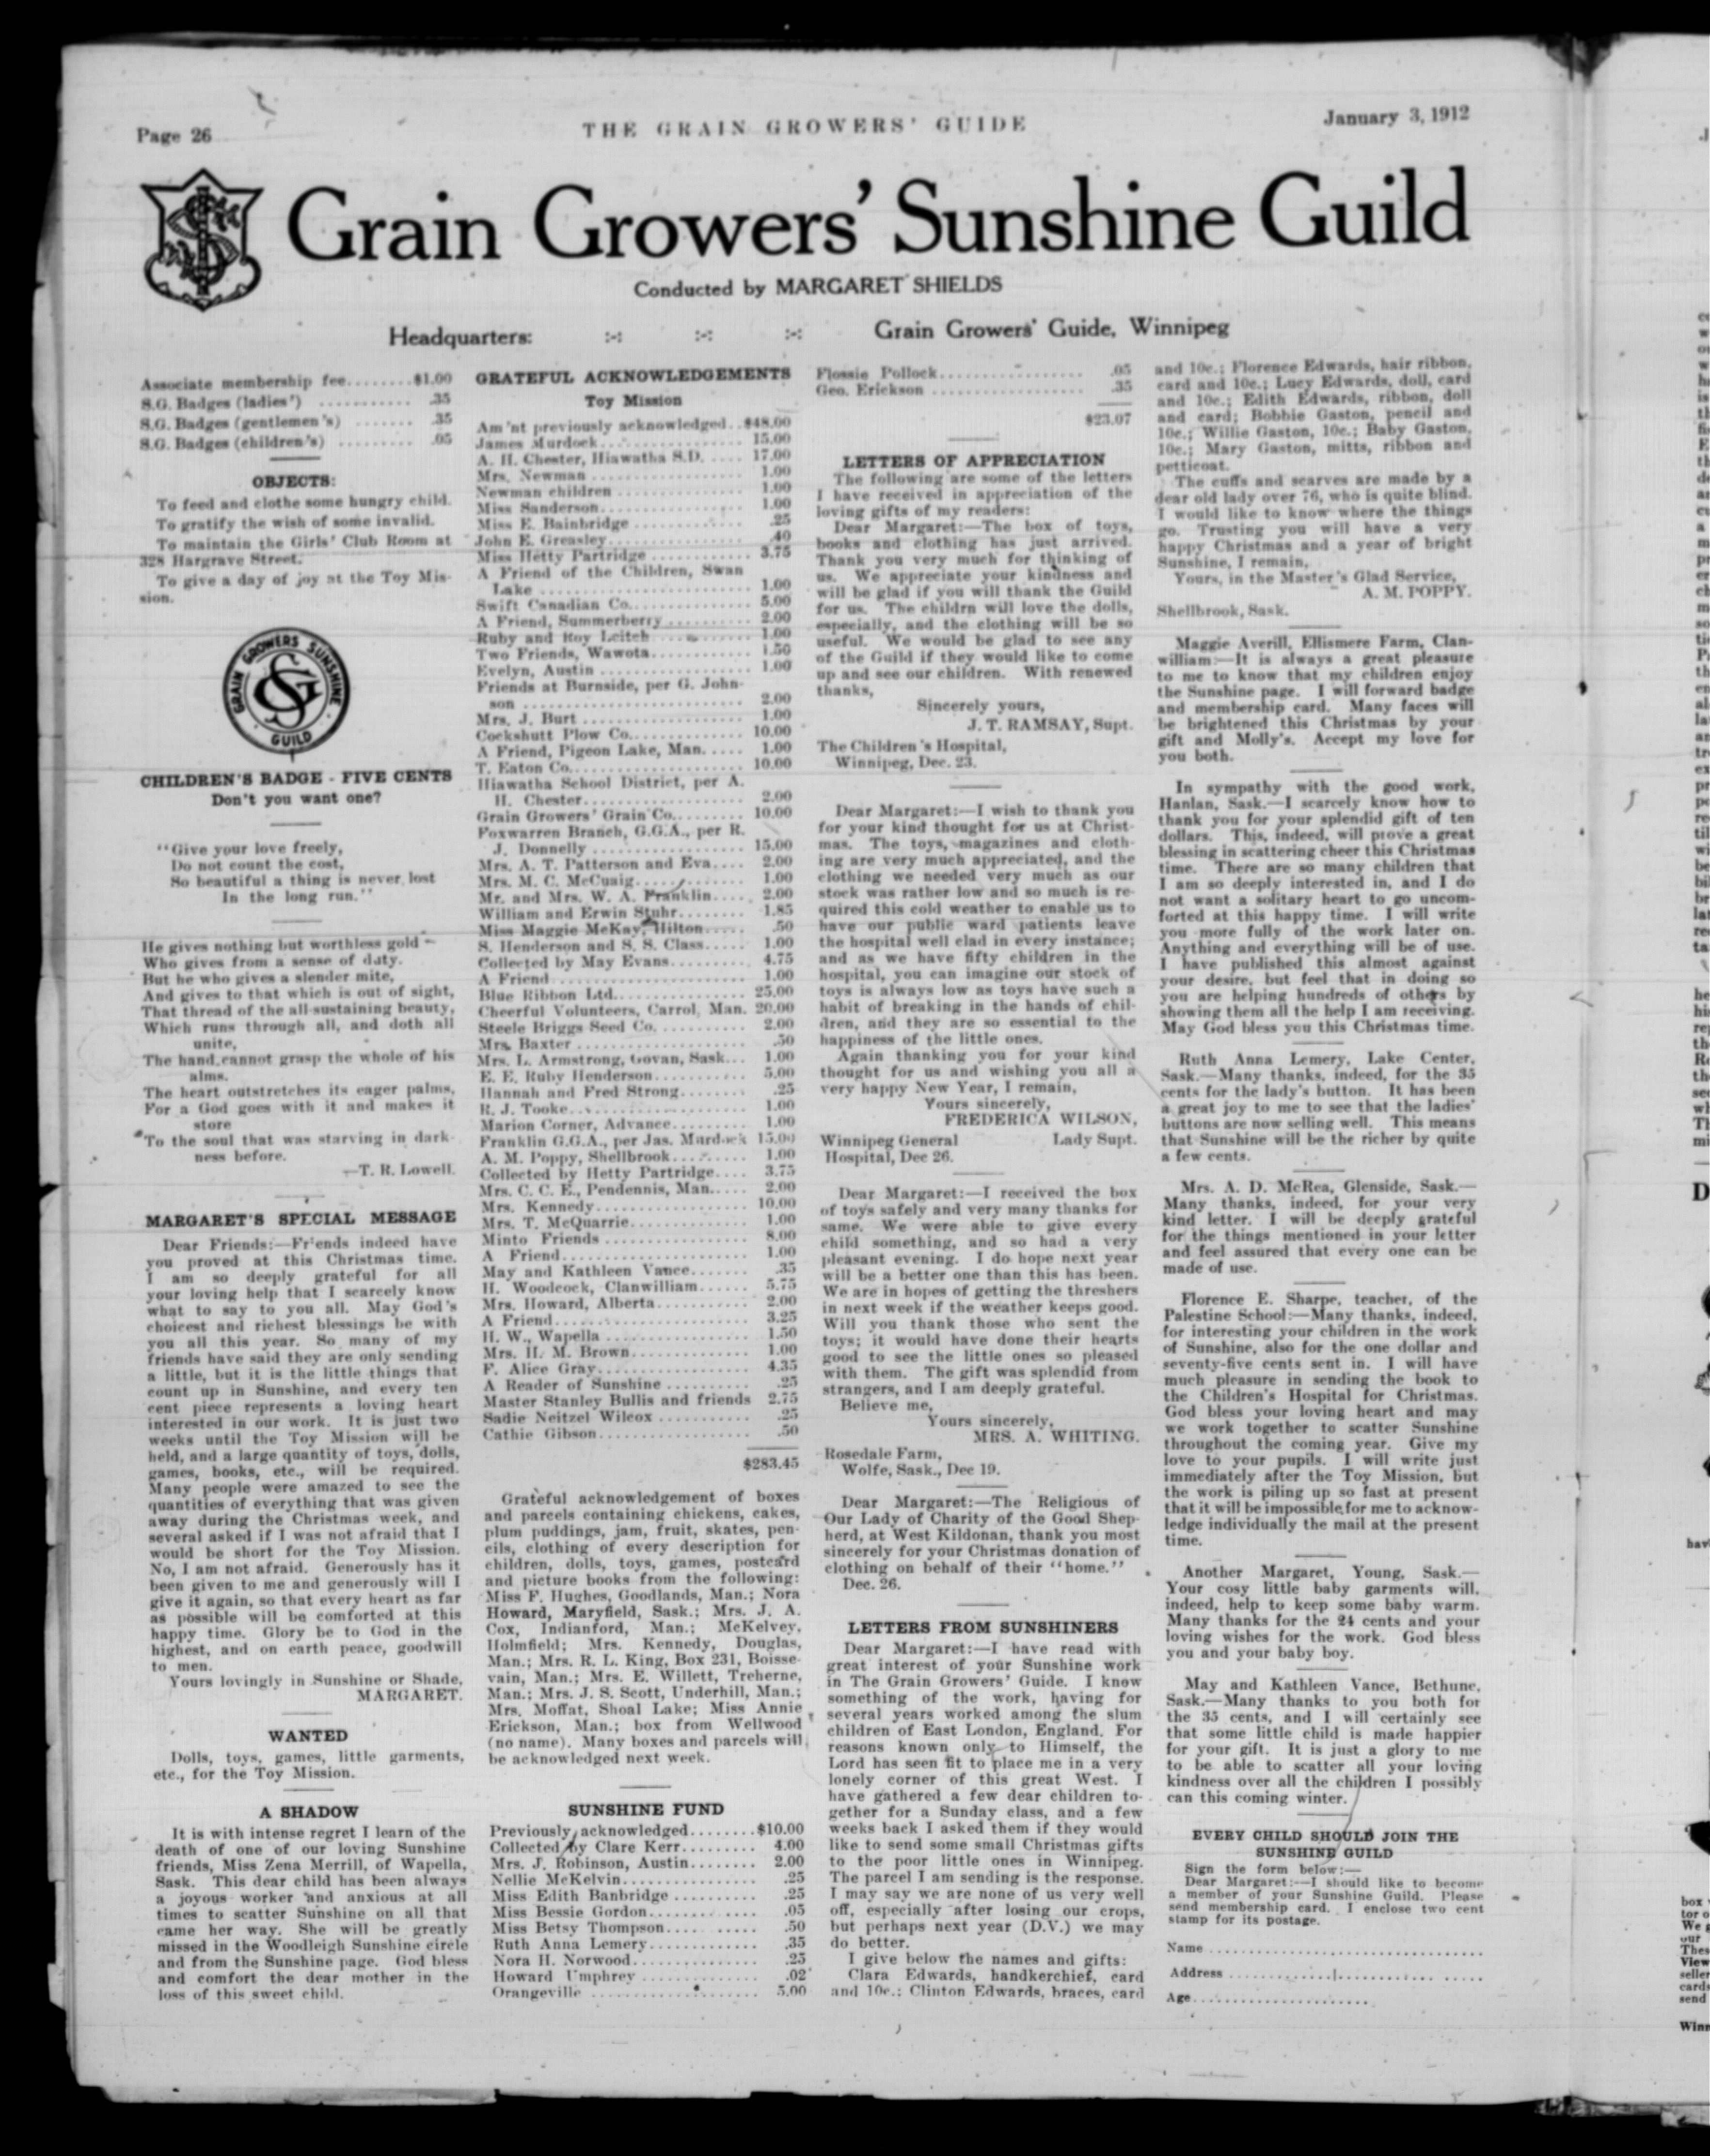 Page 26
THE GRAIN GROWERS' GUIDE
January 3, 1912
Grain Growers' Sunshine Guild
Conducted by MARGARET SHIELDS
Headquarters: :-: :-: :-: Grain Growers' Guide, Winnipeg
Associate membership fee........$1.00
S.G. Badges (ladies') ........... .35
S.G. Badges (gentlemen's) ....... .35
S.G. Badges (children's) ......... .05
OBJECTS:
To feed and clothe some hungry child.
To gratify the wish of some invalid.
To maintain the Girls' Club Room at
328 Hargrave Street.
To give a day of joy at the Toy Mis-
sion.
GRAIN GROWERS SUNSHINE
SG
GUILD
CHILDREN'S BADGE - FIVE CENTS
Don't you want one?
"Give your love freely,
Do not count the cost,
So beautiful a thing is never lost
In the long run."
He gives nothing but worthless gold
Who gives from a sense of duty.
But he who gives a slender mite,
And gives to that which is out of sight,
That thread of the all-sustaining beauty,
Which runs through all, and doth all
unite,
The hand cannot grasp the whole of his
alms.
The heart outstretches its eager palms,
For a God goes with it and makes it
store
To the soul that was starving in dark-
ness before.
—T. R. Lowell.
MARGARET'S SPECIAL MESSAGE
Dear Friends:—Friends indeed have
you proved at this Christmas time.
I am so deeply grateful for all
your loving help that I scarcely know
what to say to you all. May God's
choicest and richest blessings be with
you all this year. So many of my
friends have said they are only sending
a little, but it is the little things that
count up in Sunshine, and every ten
cent piece represents a loving heart
interested in our work. It is just two
weeks until the Toy Mission will be
held, and a large quantity of toys, dolls,
games, books, etc., will be required.
Many people were amazed to see the
quantities of everything that was given
away during the Christmas week, and
several asked if I was not afraid that I
would be short for the Toy Mission.
No, I am not afraid. Generously has it
been given to me and generously will I
give it again, so that every heart as far
as possible will be comforted at this
happy time. Glory be to God in the
highest, and on earth peace, goodwill
to men.
Yours lovingly in Sunshine or Shade,
MARGARET.
WANTED
Dolls, toys, games, little garments,
etc., for the Toy Mission.
A SHADOW
It is with intense regret I learn of the
death of one of our loving Sunshine
friends, Miss Zena Merrill, of Wapella,
Sask. This dear child has been always
a joyous worker and anxious at all
times to scatter Sunshine on all that
came her way. She will be greatly
missed in the Woodleigh Sunshine circle
and from the Sunshine page. God bless
and comfort the dear mother in the
loss of this sweet child.
GRATEFUL ACKNOWLEDGEMENTS
Toy Mission
Am'nt previously acknowledged..$48.00
James Murdock................... 15.00
A. H. Chester, Hiawatha S.D. .... 17.00
Mrs. Newman ................... 1.00
Newman children ................ 1.00
Miss Sanderson.................. 1.00
Miss E. Bainbridge .............. .25
John E. Greasley................ .40
Miss Hetty Partridge ............ 3.75
A Friend of the Children, Swan
Lake ......................... 1.00
Swift Canadian Co............... 5.00
A Friend, Summerberry .......... 2.00
Ruby and Roy Leitch............. 1.00
Two Friends, Wawota............. 1.50
Evelyn, Austin .................. 1.00
Friends at Burnside, per G. John-
son .......................... 2.00
Mrs. J. Burt .................... 1.00
Cockshutt Plow Co............... 10.00
A Friend, Pigeon Lake, Man. ..... 1.00
T. Eaton Co..................... 10.00
Hiawatha School District, per A.
H. Chester.................... 2.00
Grain Growers' Grain Co.......... 10.00
Foxwarren Branch, G.G.A., per R.
J. Donnelly ................... 15.00
Mrs. A. T. Patterson and Eva.... 2.00
Mrs. M. C. McCuaig.............. 1.00
Mr. and Mrs. W. A. Franklin..... 2.00
William and Erwin Stuhr......... 1.85
Miss Maggie McKay, Hilton....... .50
S. Henderson and S. S. Class..... 1.00
Collected by May Evans.......... 4.75
A Friend ....................... 1.00
Blue Ribbon Ltd................. 25.00
Cheerful Volunteers, Carrol, Man. 20.00
Steele Briggs Seed Co. .......... 2.00
Mrs. Baxter .................... .50
Mrs. L. Armstrong, Govan, Sask... 1.00
E. E. Ruby Henderson............ 5.00
Hannah and Fred Strong......... .25
R. J. Tooke..................... 1.00
Marion Corner, Advance.......... 1.00
Franklin G.G.A., per Jas. Murdock 15.00
A. M. Poppy, Shellbrook......... 1.00
Collected by Hetty Partridge.... 3.75
Mrs. C. C. E., Pendennis, Man..... 2.00
Mrs. Kennedy................... 10.00
Mrs. T. McQuarrie............... 1.00
Minto Friends .................. 8.00
A Friend....................... 1.00
May and Kathleen Vance.......... .35
H. Woodcock, Clanwilliam........ 5.75
Mrs. Howard, Alberta............ 2.00
A Friend........................ 3.25
H. W., Wapella .................. 1.50
Mrs. H. M. Brown................ 1.00
F. Alice Gray................... 4.35
A Reader of Sunshine ........... .25
Master Stanley Bullis and friends 2.75
Sadie Neitzel Wilcox ............ .25
Cathie Gibson................... .50
$283.45
Grateful acknowledgement of boxes
and parcels containing chickens, cakes,
plum puddings, jam, fruit, skates, pen-
cils, clothing of every description for
children, dolls, toys, games, postcard
and picture books from the following:
Miss F. Hughes, Goodlands, Man.; Nora
Howard, Maryfield, Sask.; Mrs. J. A.
Cox, Indianford, Man.; McKelvey,
Holmfield; Mrs. Kennedy, Douglas,
Man.; Mrs. R. L. King, Box 231, Boisse-
vain, Man.; Mrs. E. Willett, Treherne,
Man.; Mrs. J. S. Scott, Underhill, Man.;
Mrs. Moffat, Shoal Lake; Miss Annie
Erickson, Man.; box from Wellwood
(no name). Many boxes and parcels will
be acknowledged next week.
SUNSHINE FUND
Previously acknowledged........$10.00
Collected by Clare Kerr......... 4.00
Mrs. J. Robinson, Austin........ 2.00
Nellie McKelvin................ .25
Miss Edith Banbridge .......... .25
Miss Bessie Gordon............. .05
Miss Betsy Thompson............ .50
Ruth Anna Lemery.............. .35
Nora H. Norwood................ .25
Howard Umphrey ............... .02
Orangeville .................... 5.00
Flossie Pollock.................. .05
Geo. Erickson ................... .35
$23.07
LETTERS OF APPRECIATION
The following are some of the letters
I have received in appreciation of the
loving gifts of my readers:
Dear Margaret:—The box of toys,
books and clothing has just arrived.
Thank you very much for thinking of
us. We appreciate your kindness and
will be glad if you will thank the Guild
for us. The childrn will love the dolls,
especially, and the clothing will be so
useful. We would be glad to see any
of the Guild if they would like to come
up and see our children. With renewed
thanks,
Sincerely yours,
J. T. RAMSAY, Supt.
The Children's Hospital,
Winnipeg, Dec. 23.
Dear Margaret:—I wish to thank you
for your kind thought for us at Christ-
mas. The toys, magazines and cloth-
ing are very much appreciated, and the
clothing we needed very much as our
stock was rather low and so much is re-
quired this cold weather to enable us to
have our public ward patients leave
the hospital well clad in every instance;
and as we have fifty children in the
hospital, you can imagine our stock of
toys is always low as toys have such a
habit of breaking in the hands of chil-
dren, and they are so essential to the
happiness of the little ones.
Again thanking you for your kind
thought for us and wishing you all a
very happy New Year, I remain,
Yours sincerely,
FREDERICA WILSON,
Winnipeg General Lady Supt.
Hospital, Dec 26.
Dear Margaret:—I received the box
of toys safely and very many thanks for
same. We were able to give every
child something, and so had a very
pleasant evening. I do hope next year
will be a better one than this has been.
We are in hopes of getting the threshers
in next week if the weather keeps good.
Will you thank those who sent the
toys; it would have done their hearts
good to see the little ones so pleased
with them. The gift was splendid from
strangers, and I am deeply grateful.
Believe me,
Yours sincerely,
MRS. A. WHITING.
Rosedale Farm,
Wolfe, Sask., Dec 19.
Dear Margaret:—The Religious of
Our Lady of Charity of the Good Shep-
herd, at West Kildonan, thank you most
sincerely for your Christmas donation of
clothing on behalf of their "home."
Dec. 26.
LETTERS FROM SUNSHINERS
Dear Margaret:—I have read with
great interest of your Sunshine work
in The Grain Growers' Guide. I know
something of the work, having for
several years worked among the slum
children of East London, England. For
reasons known only to Himself, the
Lord has seen fit to place me in a very
lonely corner of this great West. I
have gathered a few dear children to-
gether for a Sunday class, and a few
weeks back I asked them if they would
like to send some small Christmas gifts
to the poor little ones in Winnipeg.
The parcel I am sending is the response.
I may say we are none of us very well
off, especially after losing our crops,
but perhaps next year (D.V.) we may
do better.
I give below the names and gifts:
Clara Edwards, handkerchief, card
and 10c.; Clinton Edwards, braces, card
and 10c.; Florence Edwards, hair ribbon,
card and 10c.; Lucy Edwards, doll, card
and 10c.; Edith Edwards, ribbon, doll
and card; Bobbie Gaston, pencil and
10c.; Willie Gaston, 10c.; Baby Gaston,
10c.; Mary Gaston, mitts, ribbon and
petticoat.
The cuffs and scarves are made by a
dear old lady over 76, who is quite blind.
I would like to know where the things
go. Trusting you will have a very
happy Christmas and a year of bright
Sunshine, I remain,
Yours, in the Master's Glad Service,
A. M. POPPY.
Shellbrook, Sask.
Maggie Averill, Ellismere Farm, Clan-
william:—It is always a great pleasure
to me to know that my children enjoy
the Sunshine page. I will forward badge
and membership card. Many faces will
be brightened this Christmas by your
gift and Molly's. Accept my love for
you both.
In sympathy with the good work,
Hanlan, Sask.—I scarcely know how to
thank you for your splendid gift of ten
dollars. This, indeed, will prove a great
blessing in scattering cheer this Christmas
time. There are so many children that
I am so deeply interested in, and I do
not want a solitary heart to go uncom-
forted at this happy time. I will write
you more fully of the work later on.
Anything and everything will be of use.
I have published this almost against
your desire, but feel that in doing so
you are helping hundreds of others by
showing them all the help I am receiving.
May God bless you this Christmas time.
Ruth Anna Lemery, Lake Center,
Sask.—Many thanks, indeed, for the 35
cents for the lady's button. It has been
a great joy to me to see that the ladies'
buttons are now selling well. This means
that Sunshine will be the richer by quite
a few cents.
Mrs. A. D. McRea, Glenside, Sask.—
Many thanks, indeed, for your very
kind letter. I will be deeply grateful
for the things mentioned in your letter
and feel assured that every one can be
made of use.
Florence E. Sharpe, teacher, of the
Palestine School:—Many thanks, indeed,
for interesting your children in the work
of Sunshine, also for the one dollar and
seventy-five cents sent in. I will have
much pleasure in sending the book to
the Children's Hospital for Christmas.
God bless your loving heart and may
we work together to scatter Sunshine
throughout the coming year. Give my
love to your pupils. I will write just
immediately after the Toy Mission, but
the work is piling up so fast at present
that it will be impossible for me to acknow-
ledge individually the mail at the present
time.
Another Margaret, Young, Sask.—
Your cosy little baby garments will,
indeed, help to keep some baby warm.
Many thanks for the 24 cents and your
loving wishes for the work. God bless
you and your baby boy.
May and Kathleen Vance, Bethune,
Sask.—Many thanks to you both for
the 35 cents, and I will certainly see
that some little child is made happier
for your gift. It is just a glory to me
to be able to scatter all your loving
kindness over all the children I possibly
can this coming winter.
EVERY CHILD SHOULD JOIN THE
SUNSHINE GUILD
Sign the form below:—
Dear Margaret:—I should like to become
a member of your Sunshine Guild. Please
send membership card. I enclose two cent
stamp for its postage.
Name ................................
Address ..............................
Age.....................